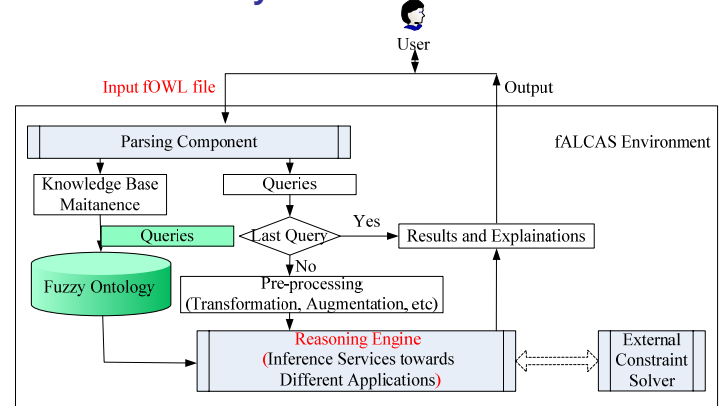 User
Input fOWL file
Output
Parsing Component
fALCAS Environment
Knowledge Base
Maitanence
Queries
Queries
Last Query
Yes
Results and Explainations
Fuzzy Ontology
No
Pre-processing
(Transformation, Augmentation, etc)
Reasoning Engine
(Inference Services towards
Different Applications)
External
Constraint
Solver